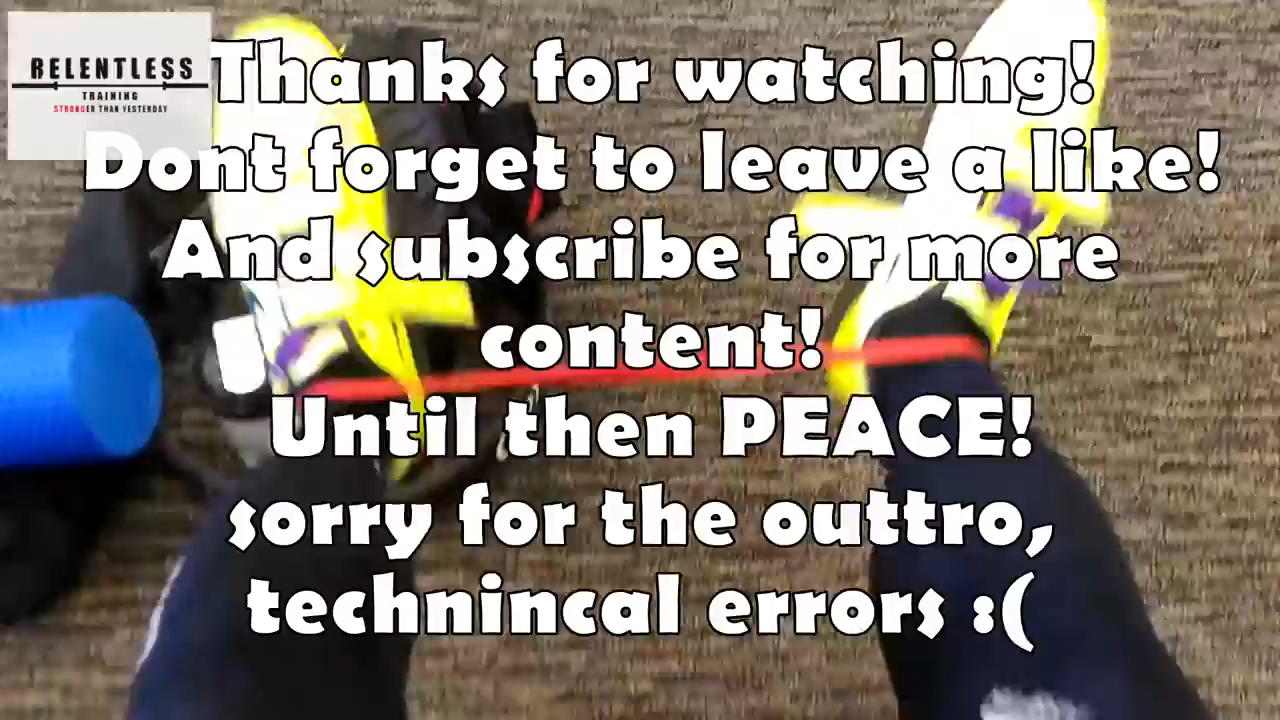 RELENTLESS
TRAINING
STRONGER THAN YESTERDAY
Thanks for watching!
Dont forget to leave a like!
And subscribe for more
content!
Until then PEACE!
sorry for the outtro,
technincal errors :(